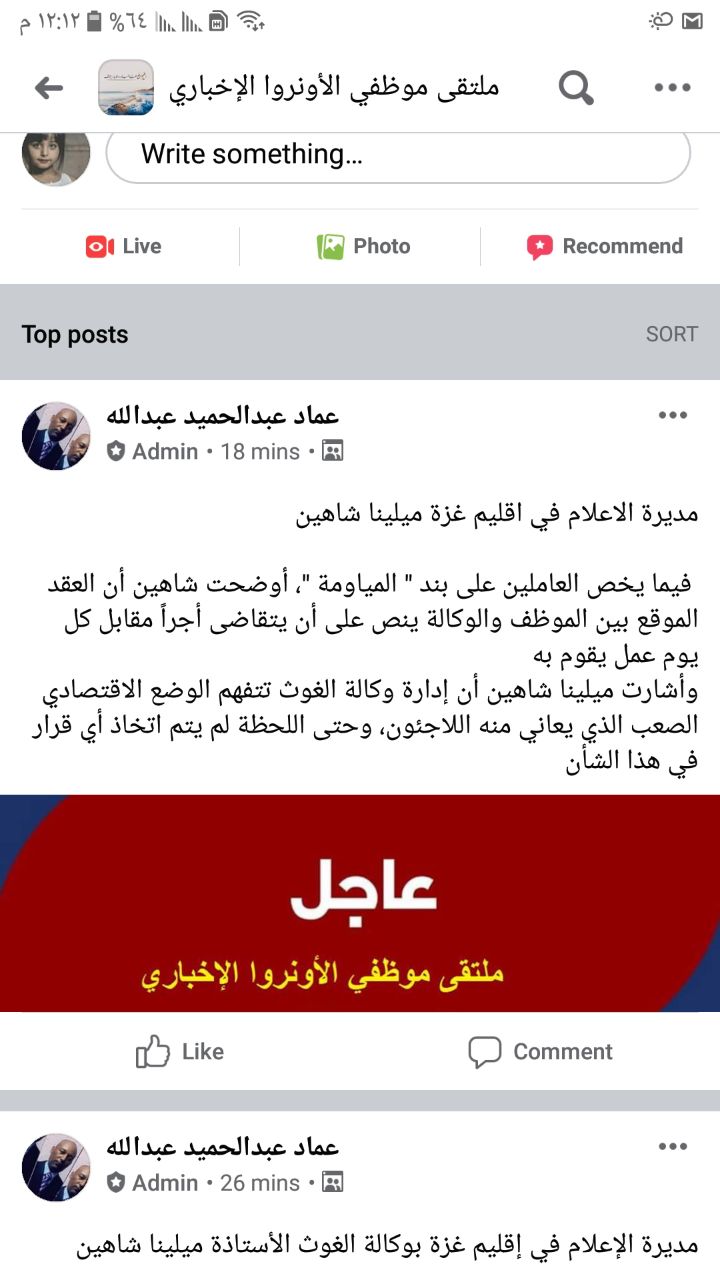 م ١٢:١٢ %٦٤
ملتقى موظفي الأونروا الإخباري
Write something...
Live Photo Recommend
Top posts SORT
عماد عبدالحميد عبدالله
Admin • 18 mins •
مديرة الاعلام في اقليم غزة ميلينا شاهين
فيما يخص العاملين على بند " المياومة "، أوضحت شاهين أن العقد
الموقع بين الموظف والوكالة ينص على أن يتقاضى أجراً مقابل كل
يوم عمل يقوم به
وأشارت ميلينا شاهين أن إدارة وكالة الغوث تتفهم الوضع الاقتصادي
الصعب الذي يعاني منه اللاجئون، وحتى اللحظة لم يتم اتخاذ أي قرار
في هذا الشأن
عاجل
ملتقى موظفي الأونروا الإخباري
Like Comment
عماد عبدالحميد عبدالله
Admin • 26 mins •
مديرة الإعلام في إقليم غزة بوكالة الغوث الأستاذة ميلينا شاهين